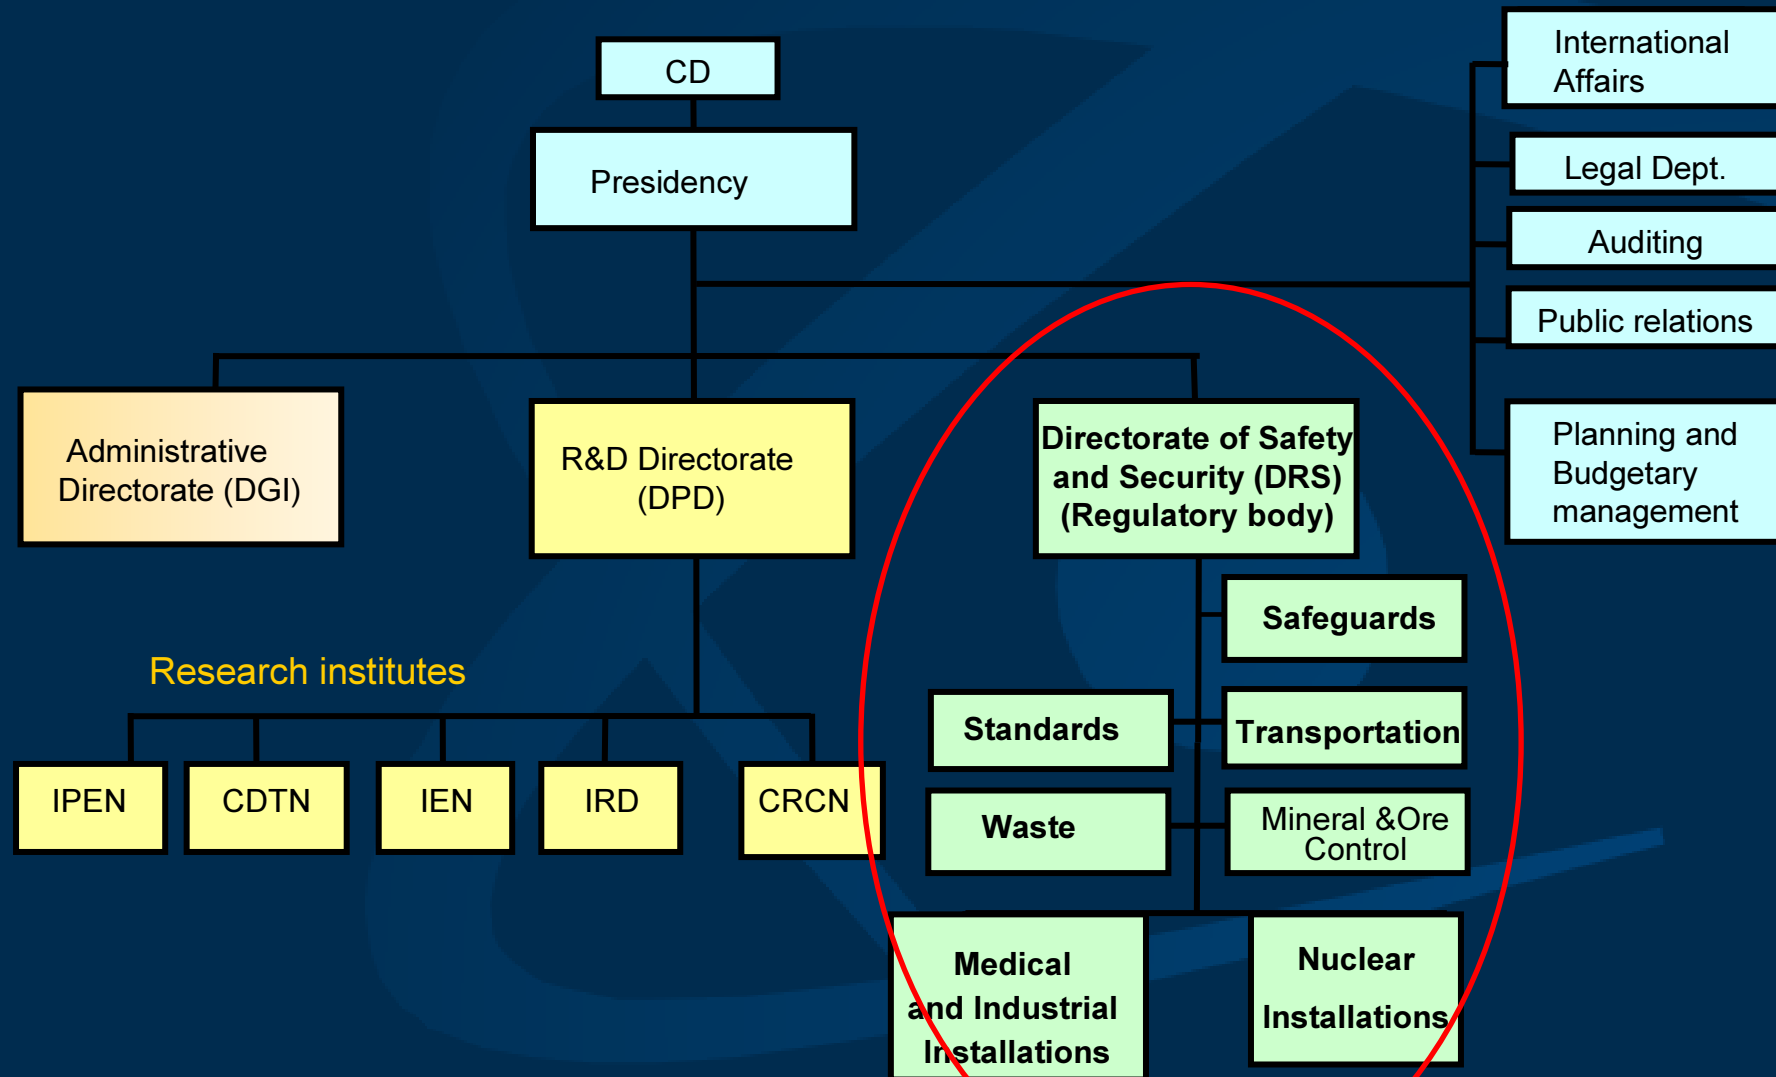 CD
Presidency
International
Affairs
Legal Dept.
Auditing
Public relations
Planning and
Budgetary
management
Administrative
Directorate (DGI)
R&D Directorate
(DPD)
Directorate of Safety
and Security (DRS)
(Regulatory body)
Research institutes
IPEN
CDTN
IEN
IRD
CRCN
Safeguards
Standards
Transportation
Waste
Mineral &Ore
Control
Medical
and Industrial
Installations
Nuclear
Installations